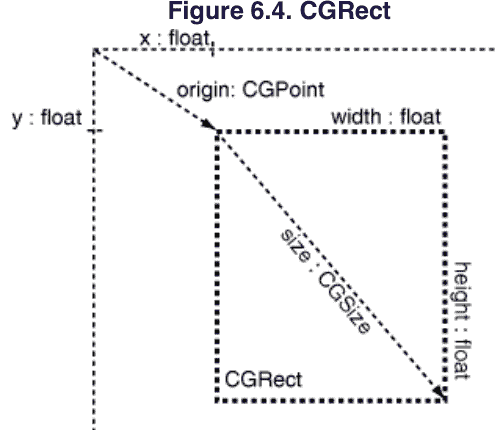 Figure 6.4. CGRect
x : float
origin: CGPoint
y : float
width : float
size : CGSize
height : float
CGRect